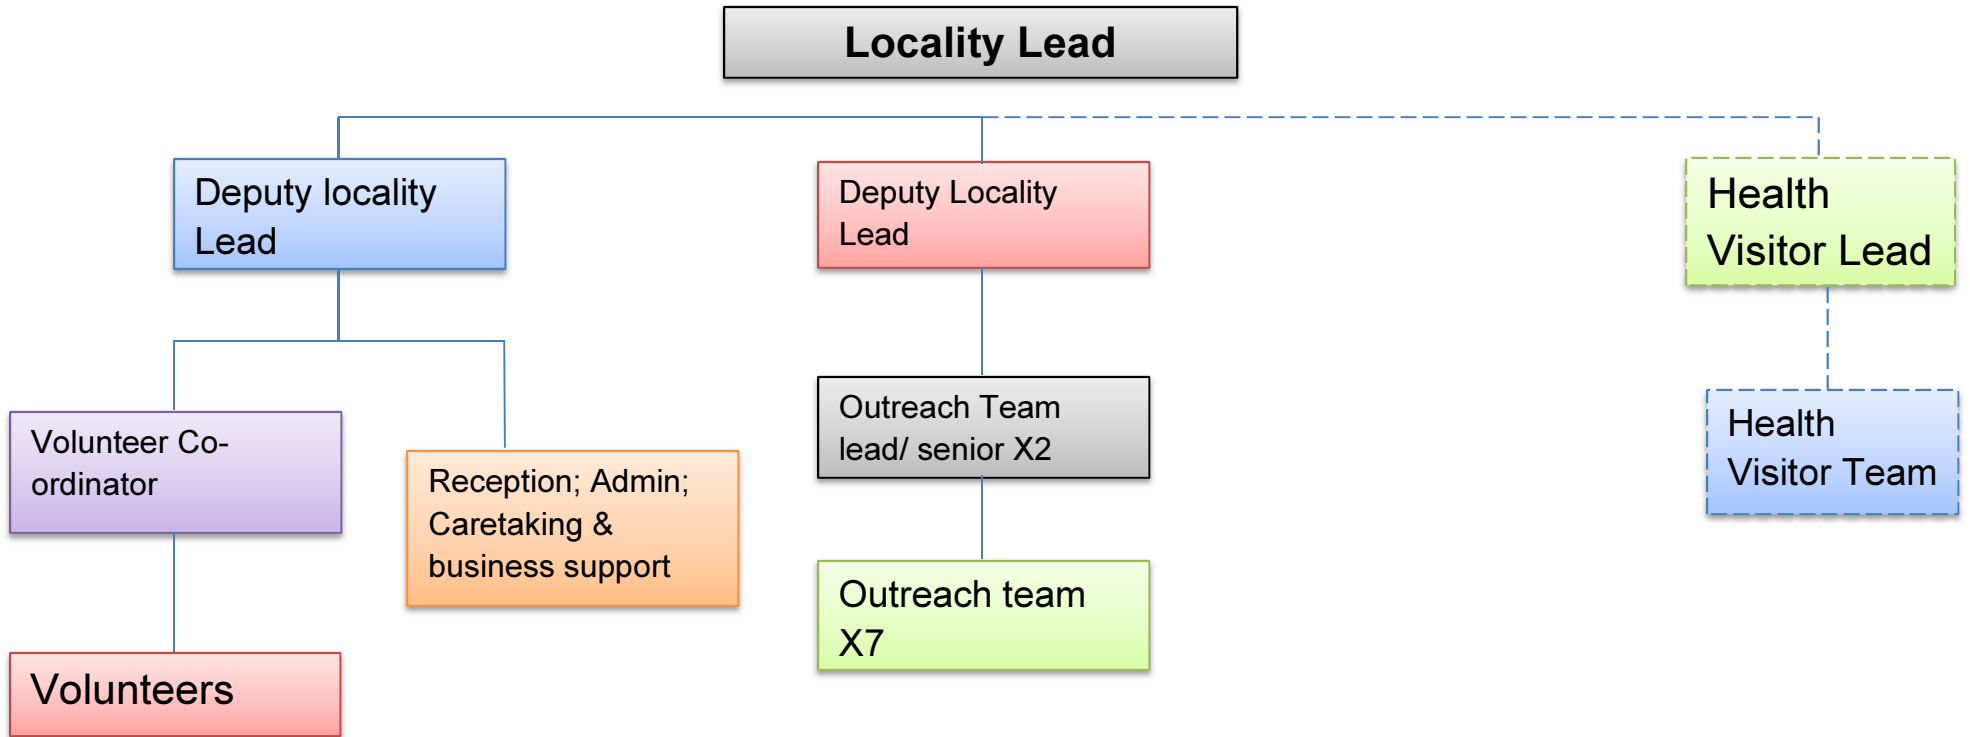 Locality Lead
Deputy locality
Lead
Deputy Locality
Lead
Health
Visitor Lead
Volunteer Co-
ordinator
Reception; Admin;
Caretaking &
business support
Outreach Team
lead/ senior X2
Health
Visitor Team
Outreach team
X7
Volunteers